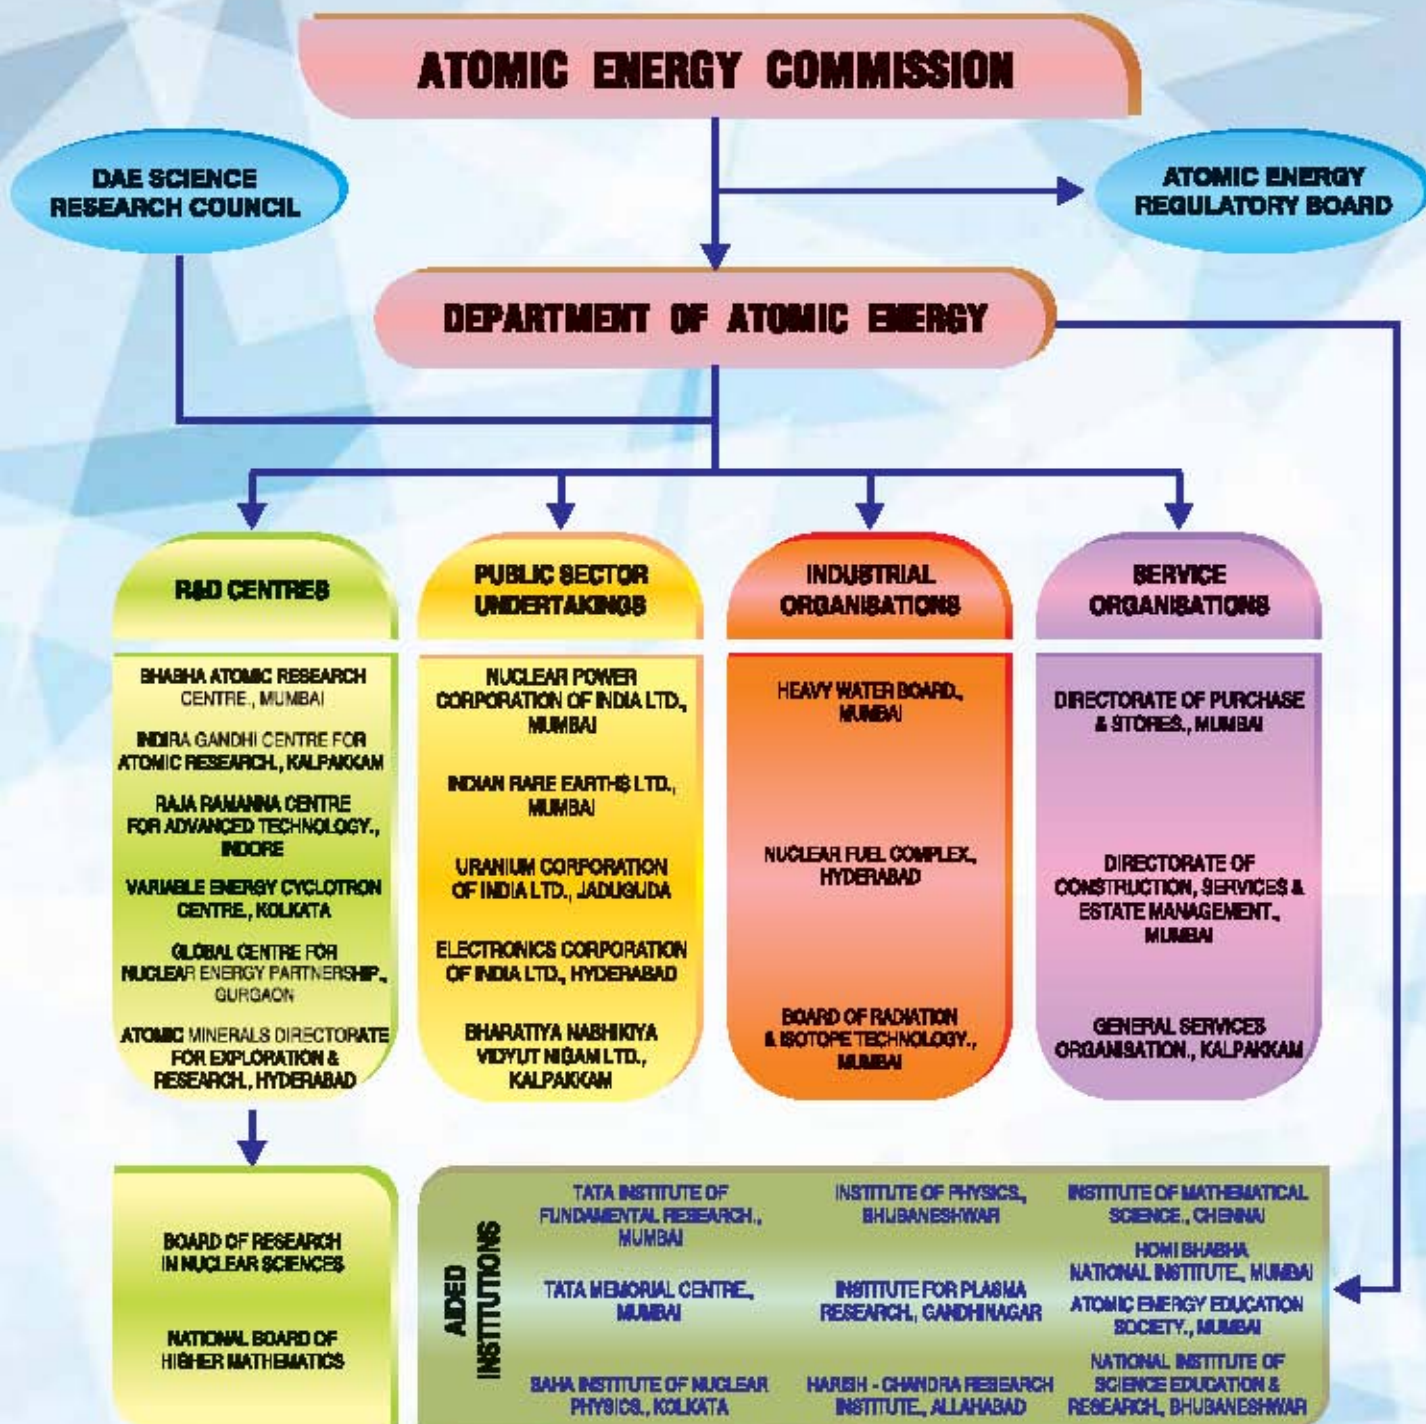 ATOMIC ENERGY COMMISSION
DAE SCIENCE
RESEARCH COUNCIL
ATOMIC ENERGY
REGULATORY BOARD
DEPARTMENT OF ATOMIC ENERGY
R&D CENTRES
BHABHA ATOMIC RESEARCH
CENTRE., MUMBAI
INDIRA GANDHI CENTRE FOR
ATOMIC RESEARCH., KALPAKKAM
RAJA RAMANNA CENTRE
FOR ADVANCED TECHNOLOGY.,
INDORE
VARIABLE ENERGY CYCLOTRON
CENTRE., KOLKATA
GLOBAL CENTRE FOR
NUCLEAR ENERGY PARTNERSHIP.,
GURGAON
ATOMIC MINERALS DIRECTORATE
FOR EXPLORATION &
RESEARCH., HYDERABAD
PUBLIC SECTOR
UNDERTAKINGS
NUCLEAR POWER
CORPORATION OF INDIA LTD.,
MUMBAI
INDIAN RARE EARTHS LTD.,
MUMBAI
URANIUM CORPORATION
OF INDIA LTD., JADUGUDA
ELECTRONICS CORPORATION
OF INDIA LTD., HYDERABAD
BHARATIYA NABHIKIYA
VIDYUT NIGAM LTD.,
KALPAKKAM
INDUSTRIAL
ORGANISATIONS
HEAVY WATER BOARD.,
MUMBAI
NUCLEAR FUEL COMPLEX.,
HYDERABAD
BOARD OF RADIATION
& ISOTOPE TECHNOLOGY.,
MUMBAI
SERVICE
ORGANISATIONS
DIRECTORATE OF PURCHASE
& STORES., MUMBAI
DIRECTORATE OF
CONSTRUCTION, SERVICES &
ESTATE MANAGEMENT.,
MUMBAI
GENERAL SERVICES
ORGANISATION., KALPAKKAM
BOARD OF RESEARCH
IN NUCLEAR SCIENCES
NATIONAL BOARD OF
HIGHER MATHEMATICS
AIDED
INSTITUTIONS
TATA INSTITUTE OF
FUNDAMENTAL RESEARCH.,
MUMBAI
TATA MEMORIAL CENTRE.,
MUMBAI
SAHA INSTITUTE OF NUCLEAR
PHYSICS., KOLKATA
INSTITUTE OF PHYSICS.,
BHUBANESHWAR
INSTITUTE FOR PLASMA
RESEARCH., GANDHINAGAR
HARISH - CHANDRA RESEARCH
INSTITUTE., ALLAHABAD
INSTITUTE OF MATHEMATICAL
SCIENCE., CHENNAI
HOMI BHABHA
NATIONAL INSTITUTE., MUMBAI
ATOMIC ENERGY EDUCATION
SOCIETY., MUMBAI
NATIONAL INSTITUTE OF
SCIENCE EDUCATION &
RESEARCH, BHUBANESHWAR